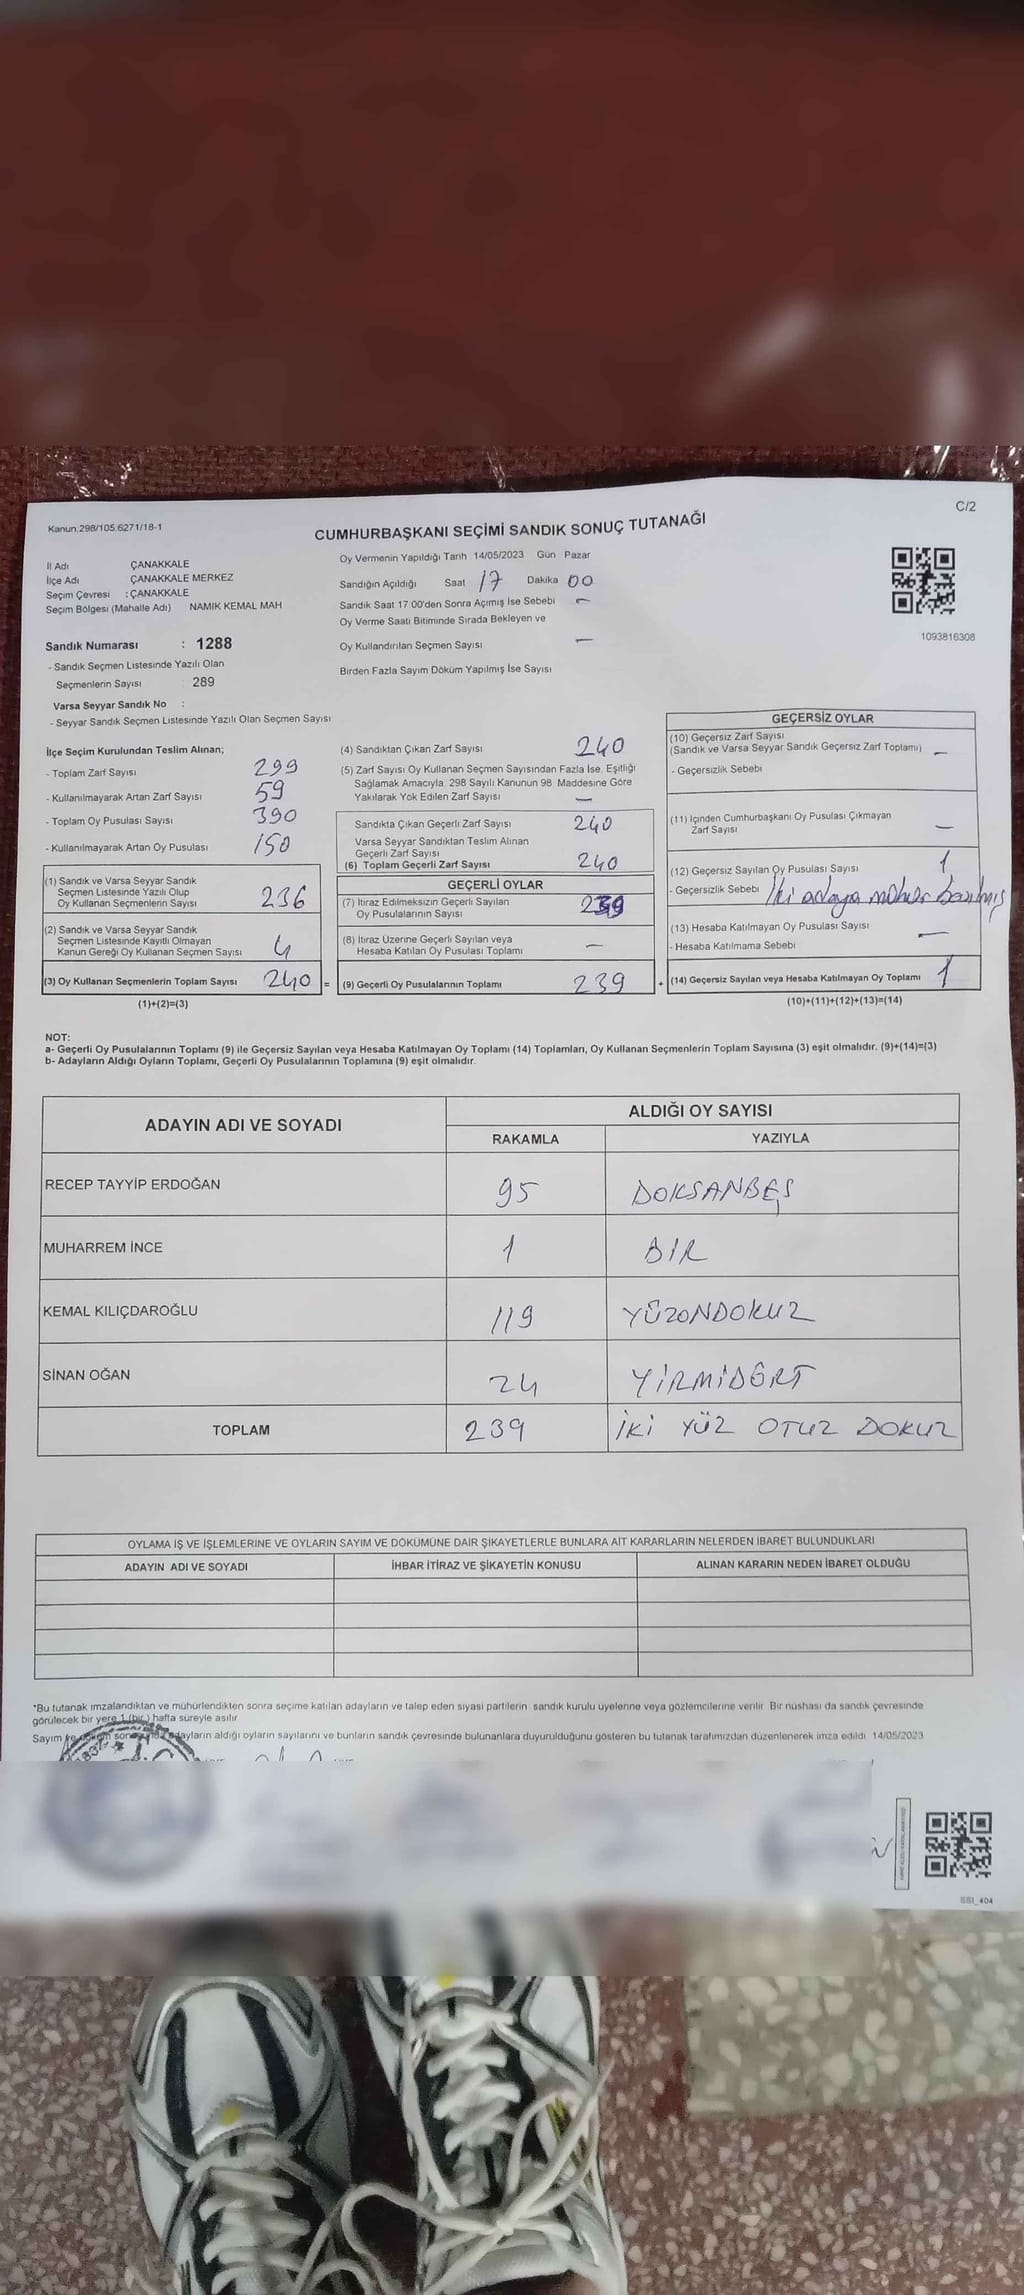 C/2
Kanun.298/105.6271/18-1
CUMHURBAŞKANI SEÇİMİ SANDIK SONUÇ TUTANAĞI
İl Adı ÇANAKKALE
İlçe Adı ÇANAKKALE MERKEZ
Seçim Çevresi : ÇANAKKALE
Seçim Bölgesi (Mahalle Adı) NAMIK KEMAL MAH
Sandık Numarası : 1288
- Sandık Seçmen Listesinde Yazılı Olan
Seçmenlerin Sayısı 289
Varsa Seyyar Sandık No :
- Seyyar Sandık Seçmen Listesinde Yazılı Olan Seçmen Sayısı
Oy Vermenin Yapıldığı Tarih 14/05/2023 Gün Pazar
Sandığın Açıldığı Saat 17 Dakika 00
Sandık Saat 17 00'den Sonra Açımış İse Sebebi -
Oy Verme Saati Bitiminde Sırada Bekleyen ve
Oy Kullandırılan Seçmen Sayısı -
Birden Fazla Sayım Döküm Yapılmış İse Sayısı
1093816308
İlçe Seçim Kurulundan Teslim Alınan;
- Toplam Zarf Sayısı 299
- Kullanılmayarak Artan Zarf Sayısı 59
- Toplam Oy Pusulası Sayısı 390
- Kullanılmayarak Artan Oy Pusulası 150
(1) Sandık ve Varsa Seyyar Sandık
Seçmen Listesinde Yazılı Olup
Oy Kullanan Seçmenlerin Sayısı 236
(2) Sandık ve Varsa Seyyar Sandık
Seçmen Listesinde Kayıtlı Olmayan
Kanun Gereği Oy Kullanan Seçmen Sayısı 4
(3) Oy Kullanan Seçmenlerin Toplam Sayısı 240 =
(1)+(2)=(3)
(4) Sandıktan Çıkan Zarf Sayısı 240
(5) Zarf Sayısı Oy Kullanan Seçmen Sayısından Fazla İse, Eşitliği
Sağlamak Amacıyla, 298 Sayılı Kanunun 98. Maddesine Göre
Yakılarak Yok Edilen Zarf Sayısı -
Sandıkta Çıkan Geçerli Zarf Sayısı 240
Varsa Seyyar Sandıktan Teslim Alınan
Geçerli Zarf Sayısı
(6) Toplam Geçerli Zarf Sayısı 240
GEÇERLİ OYLAR
(7) İtiraz Edilmeksizin Geçerli Sayılan
Oy Pusulalarının Sayısı 239
(8) İtiraz Üzerine Geçerli Sayılan veya
Hesaba Katılan Oy Pusulası Toplamı -
(9) Geçerli Oy Pusulalarının Toplamı 239 +
GEÇERSİZ OYLAR
(10) Geçersiz Zarf Sayısı
(Sandık ve Varsa Seyyar Sandık Geçersiz Zarf Toplamı) -
- Geçersizlik Sebebi
(11) İçinden Cumhurbaşkanı Oy Pusulası Çıkmayan
Zarf Sayısı -
(12) Geçersiz Sayılan Oy Pusulası Sayısı 1
- Geçersizlik Sebebi İki adaya mühür basılmış
(13) Hesaba Katılmayan Oy Pusulası Sayısı -
- Hesaba Katılmama Sebebi
(14) Geçersiz Sayılan veya Hesaba Katılmayan Oy Toplamı 1
(10)+(11)+(12)+(13)=(14)
NOT:
a- Geçerli Oy Pusulalarının Toplamı (9) ile Geçersiz Sayılan veya Hesaba Katılmayan Oy Toplamı (14) Toplamları, Oy Kullanan Seçmenlerin Toplam Sayısına (3) eşit olmalıdır. (9)+(14)=(3)
b- Adayların Aldığı Oyların Toplamı, Geçerli Oy Pusulalarının Toplamına (9) eşit olmalıdır.
ADAYIN ADI VE SOYADI ALDIĞI OY SAYISI
RAKAMLA YAZIYLA
RECEP TAYYİP ERDOĞAN 95 DOKSANBEŞ
MUHARREM İNCE 1 BİR
KEMAL KILIÇDAROĞLU 119 YÜZONDOKUZ
SİNAN OĞAN 24 YİRMİDÖRT
TOPLAM 239 İKİ YÜZ OTUZ DOKUZ
OYLAMA İŞ VE İŞLEMLERİNE VE OYLARIN SAYIM VE DÖKÜMÜNE DAİR ŞİKAYETLERLE BUNLARA AİT KARARLARIN NELERDEN İBARET BULUNDUKLARI
ADAYIN ADI VE SOYADI İHBAR İTİRAZ VE ŞİKAYETİN KONUSU ALINAN KARARIN NEDEN İBARET OLDUĞU
*Bu tutanak imzalandıktan ve mühürlendikten sonra seçime katılan adayların ve talep eden siyasi partilerin sandık kurulu üyelerine veya gözlemcilerine verilir Bir nüshası da sandık çevresinde
görülecek bir yere 1 (bir ) hafta süreyle asılır
Sayım adayların aldığı oyların sayılarını ve bunların sandık çevresinde bulunanlara duyurulduğunu gösteren bu tutanak tarafımızdan düzenlenerek imza edildi 14/05/2023
SS1_404